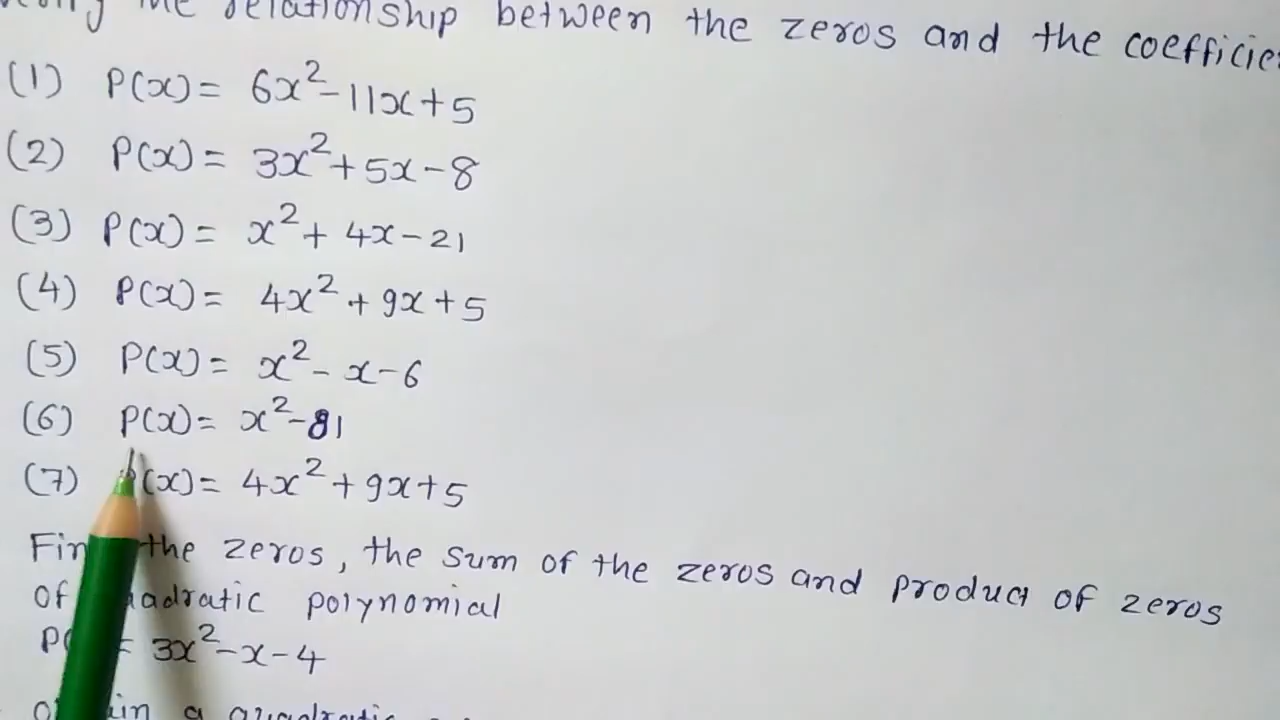 the relationship between the zeros and the
(1) P(x) = 6x² - 11x + 5
(2) P(x) = 3x² + 5x - 8
(3) P(x) = x² + 4x - 21
(4) P(x) = 4x² + 9x + 5
(5) P(x) = x² - x - 6
(6) P(x) = x² - 81
(7) P(x) = 4x² + 9x + 5
the zeros, the sum of the zeros and product of zeros
of polynomial
3x² - x - 4
a